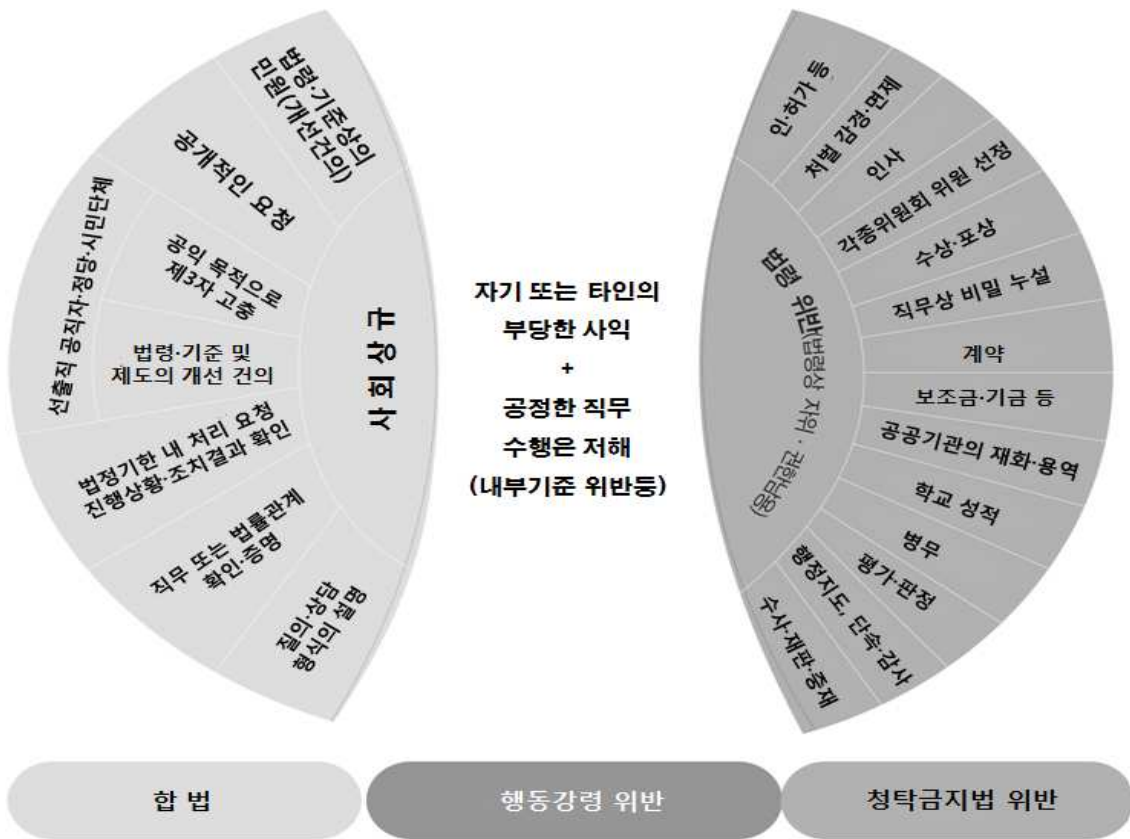 법령·기준상의
민원(개선건의)
공개적인 요청
선출직 공직자·정당·시민단체
공익 목적으로
제3자 고충
법령·기준 및
제도의 개선 건의
법정기한 내 처리 요청
진행상황·조치결과 확인
직무 또는 법률관계
확인·증명
질의·상담
형식의 설명
사회상규
자기 또는 타인의
부당한 사익
+
공정한 직무
수행은 저해
(내부기준 위반등)
법령 위반(법령상 지위·권한남용)
인·허가 등
처벌 감경·면제
인사
각종위원회 위원 선정
수상·포상
직무상 비밀 누설
계약
보조금·기금 등
공공기관의 재화·용역
학교 성적
병무
평가·판정
행정지도, 단속·감사
수사·재판·중재
합 법
행동강령 위반
청탁금지법 위반